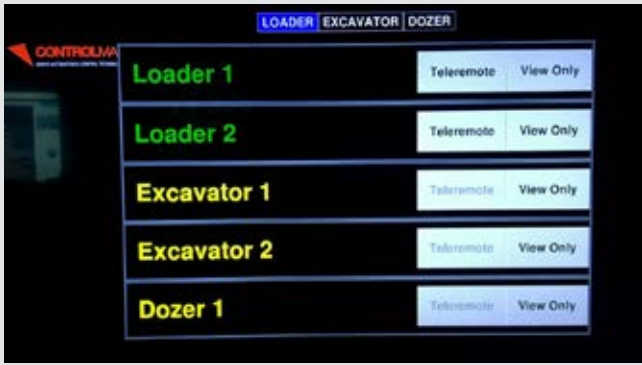 LOADER EXCAVATOR DOZER
CONTROLMA
Loader 1 Teleremote View Only
Loader 2 Teleremote View Only
Excavator 1 Teleremote View Only
Excavator 2 Teleremote View Only
Dozer 1 Teleremote View Only